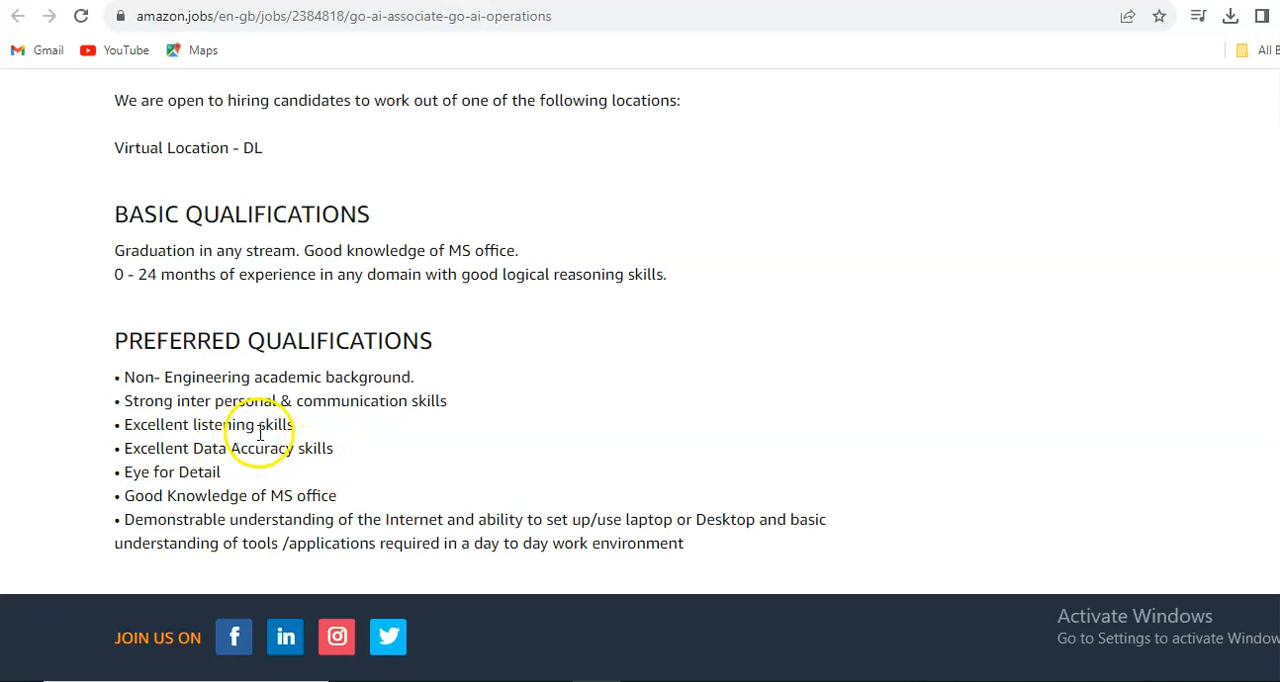 amazon.jobs/en-gb/jobs/2384818/go-ai-associate-go-ai-operations
Gmail YouTube Maps All B
We are open to hiring candidates to work out of one of the following locations:
Virtual Location - DL
BASIC QUALIFICATIONS
Graduation in any stream. Good knowledge of MS office.
0 - 24 months of experience in any domain with good logical reasoning skills.
PREFERRED QUALIFICATIONS
• Non- Engineering academic background.
• Strong inter personal & communication skills
• Excellent listening skills
• Excellent Data Accuracy skills
• Eye for Detail
• Good Knowledge of MS office
• Demonstrable understanding of the Internet and ability to set up/use laptop or Desktop and basic
understanding of tools /applications required in a day to day work environment
Activate Windows
JOIN US ON f in
Go to Settings to activate Window